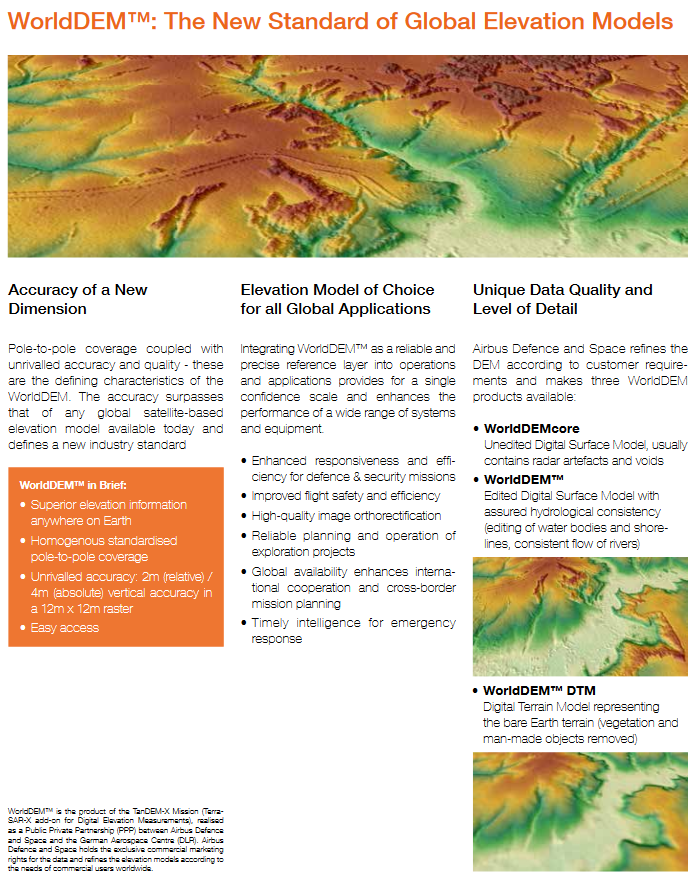 WorldDEM™: The New Standard of Global Elevation Models
Accuracy of a New
Dimension
Pole-to-pole coverage coupled with
unrivalled accuracy and quality - these
are the defining characteristics of the
WorldDEM. The accuracy surpasses
that of any global satellite-based
elevation model available today and
defines a new industry standard
WorldDEM™ in Brief:
• Superior elevation information
anywhere on Earth
• Homogenous standardised
pole-to-pole coverage
• Unrivalled accuracy: 2m (relative) /
4m (absolute) vertical accuracy in
a 12m x 12m raster
• Easy access
WorldDEM™ is the product of the TanDEM-X Mission (Terra-
SAR-X add-on for Digital Elevation Measurements), realised
as a Public Private Partnership (PPP) between Airbus Defence
and Space and the German Aerospace Centre (DLR). Airbus
Defence and Space holds the exclusive commercial marketing
rights for the data and refines the elevation models according to
the needs of commercial users worldwide.
Elevation Model of Choice
for all Global Applications
Integrating WorldDEM™ as a reliable and
precise reference layer into operations
and applications provides for a single
confidence scale and enhances the
performance of a wide range of systems
and equipment.
• Enhanced responsiveness and effi-
ciency for defence & security missions
• Improved flight safety and efficiency
• High-quality image orthorectification
• Reliable planning and operation of
exploration projects
• Global availability enhances interna-
tional cooperation and cross-border
mission planning
• Timely intelligence for emergency
response
Unique Data Quality and
Level of Detail
Airbus Defence and Space refines the
DEM according to customer require-
ments and makes three WorldDEM
products available:
• WorldDEMcore
Unedited Digital Surface Model, usually
contains radar artefacts and voids
• WorldDEM™
Edited Digital Surface Model with
assured hydrological consistency
(editing of water bodies and shore-
lines, consistent flow of rivers)
• WorldDEM™ DTM
Digital Terrain Model representing
the bare Earth terrain (vegetation and
man-made objects removed)